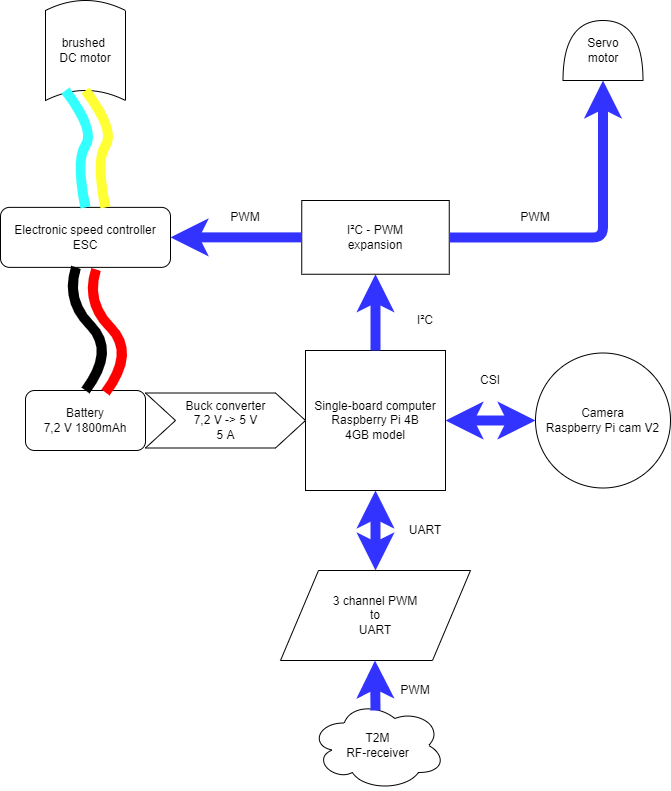 brushed
DC motor
Servo
motor
Electronic speed controller
ESC
PWM
I²C - PWM
expansion
PWM
I²C
Battery
7,2 V 1800mAh
Buck converter
7,2 V -> 5 V
5 A
Single-board computer
Raspberry Pi 4B
4GB model
CSI
Camera
Raspberry Pi cam V2
UART
3 channel PWM
to
UART
PWM
T2M
RF-receiver